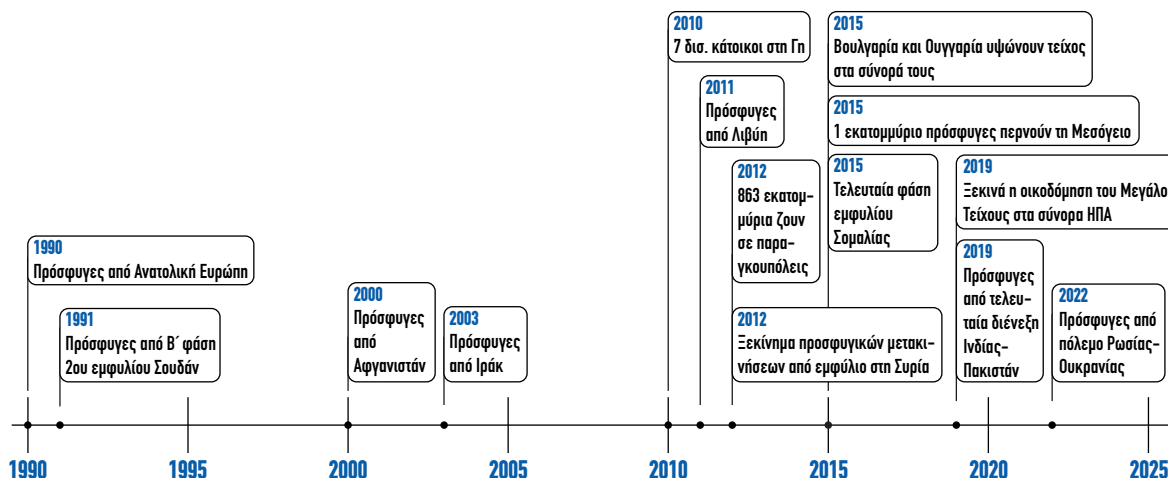 2010
7 δισ. κάτοικοι στη Γη
2015
Βουλγαρία και Ουγγαρία υψώνουν τείχος
στα σύνορά τους
2011
Πρόσφυγες
από Λιβύη
2015
1 εκατομμύριο πρόσφυγες περνούν τη Μεσόγειο
2012
863 εκατομ-
μύρια ζουν
σε παρα-
γκουπόλεις
2015
Τελευταία φάση
εμφυλίου
Σομαλίας
2019
Ξεκινά η οικοδόμηση του Μεγάλο
Τείχους στα σύνορα ΗΠΑ
1990
Πρόσφυγες από Ανατολική Ευρώπη
2019
Πρόσφυγες
από τελευ-
ταία διένεξη
Ινδίας-
Πακιστάν
1991
Πρόσφυγες από Β΄ φάση
2ου εμφυλίου Σουδάν
2000
Πρόσφυγες
από
Αφγανιστάν
2003
Πρόσφυγες
από Ιράκ
2012
Ξεκίνημα προσφυγικών μετακι-
νήσεων από εμφύλιο στη Συρία
2022
Πρόσφυγες από
πόλεμο Ρωσίας-
Ουκρανίας
1990 1995 2000 2005 2010 2015 2020 2025